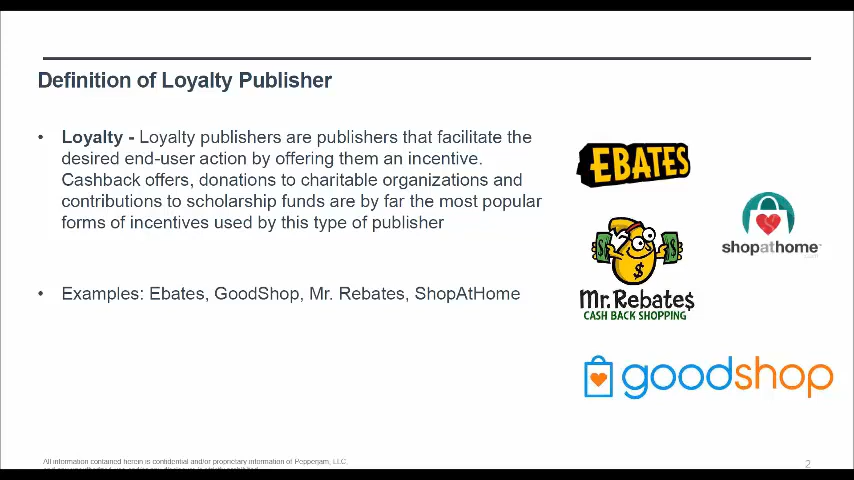 Definition of Loyalty Publisher
• Loyalty - Loyalty publishers are publishers that facilitate the
desired end-user action by offering them an incentive.
Cashback offers, donations to charitable organizations and
contributions to scholarship funds are by far the most popular
forms of incentives used by this type of publisher
• Examples: Ebates, GoodShop, Mr. Rebates, ShopAtHome
EBATES
shopathome
Mr. Rebate$
CASH BACK SHOPPING
goodshop
All information contained herein is confidential and/or proprietary information of Pepperjam, LLC,
2